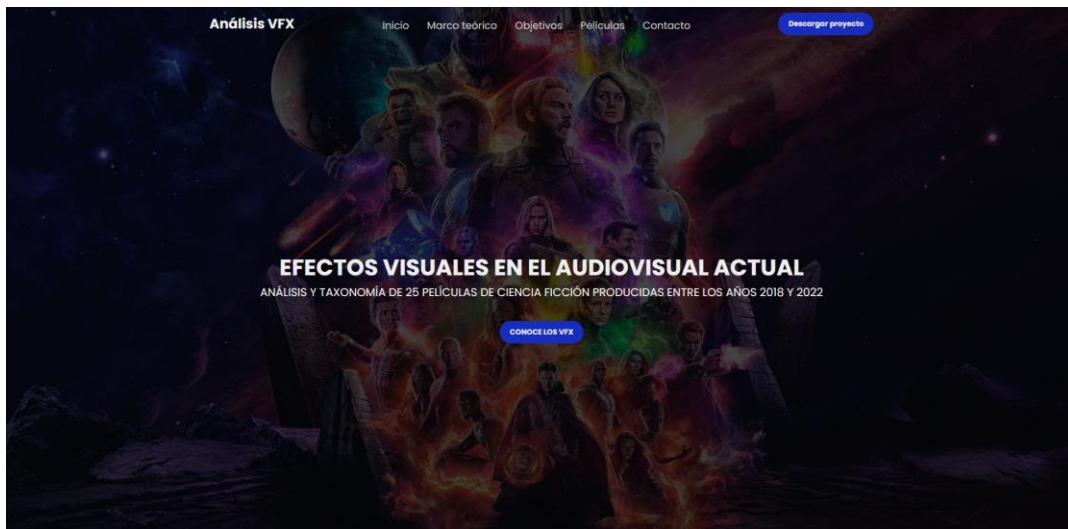 Análisis VFX
Inicio Marco teórico Objetivos Películas Contacto
Descargar proyecto
EFECTOS VISUALES EN EL AUDIOVISUAL ACTUAL
ANÁLISIS Y TAXONOMÍA DE 25 PELÍCULAS DE CIENCIA FICCIÓN PRODUCIDAS ENTRE LOS AÑOS 2018 Y 2022
CONOCE LOS VFX